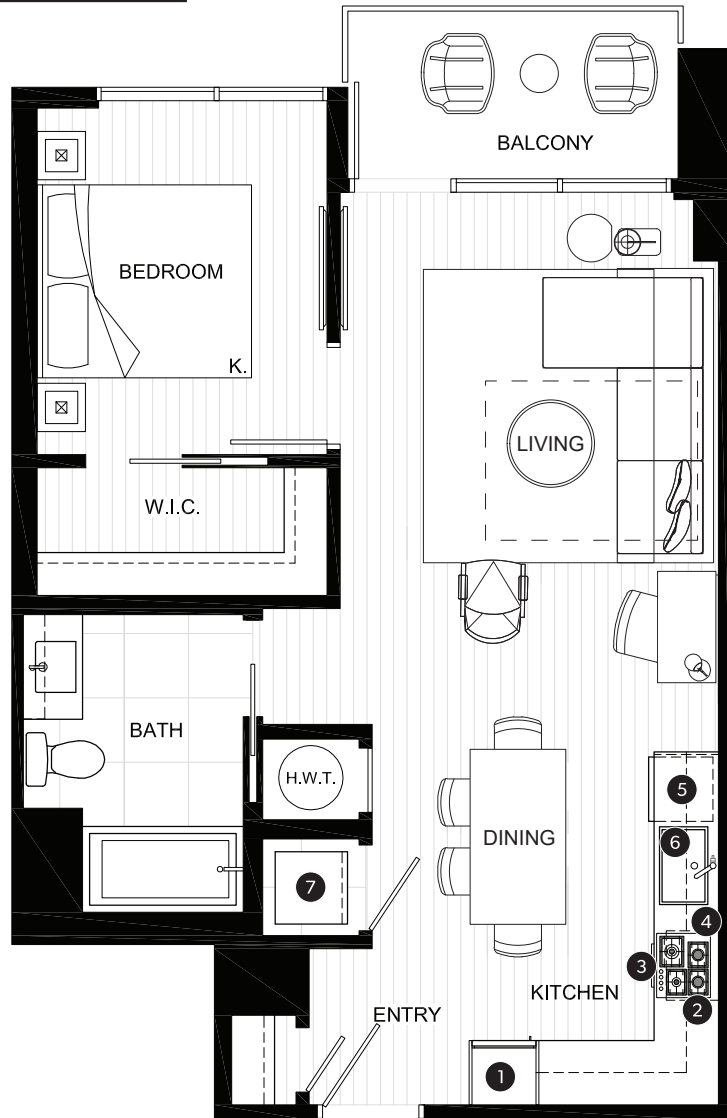 BALCONY
BEDROOM
K.
LIVING
W.I.C.
BATH
H.W.T.
5
6
DINING
7
4
3
KITCHEN
2
ENTRY
1